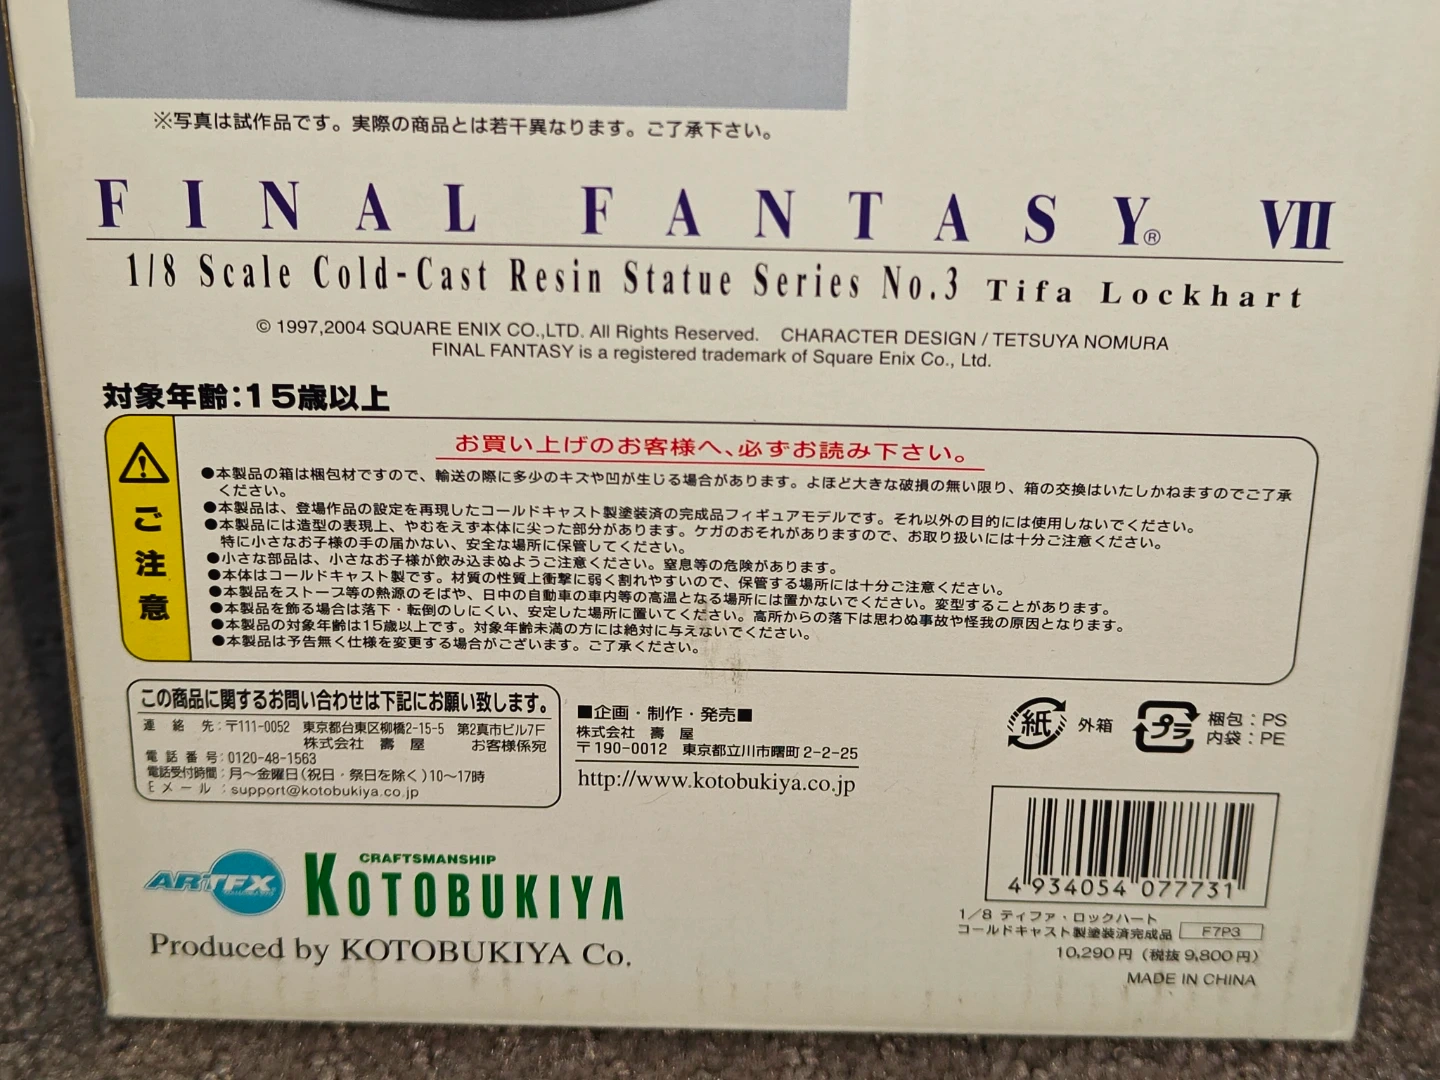 ※写真は試作品です。実際の商品とは若干異なります。ご了承下さい。
FINAL FANTASY® VII
1/8 Scale Cold-Cast Resin Statue Series No.3 Tifa Lockhart
© 1997,2004 SQUARE ENIX CO.,LTD. All Rights Reserved. CHARACTER DESIGN / TETSUYA NOMURA
FINAL FANTASY is a registered trademark of Square Enix Co., Ltd.
対象年齢:15歳以上
ご注意
お買い上げのお客様へ、必ずお読み下さい。
●本製品の箱は梱包材ですので、輸送の際に多少のキズや凹が生じる場合があります。よほど大きな破損の無い限り、箱の交換はいたしかねますのでご了承
ください。
●本製品は、登場作品の設定を再現したコールドキャスト製塗装済の完成品フィギュアモデルです。それ以外の目的には使用しないでください。
●本製品には造型の表現上、やむをえず本体に尖った部分があります。ケガのおそれがありますので、お取り扱いには十分ご注意ください。
特に小さなお子様の手の届かない、安全な場所に保管してください。
●小さな部品は、小さなお子様が飲み込まぬようご注意ください。窒息等の危険があります。
●本体はコールドキャスト製です。材質の性質上衝撃に弱く割れやすいので、保管する場所には十分ご注意ください。
●本製品をストーブ等の熱源のそばや、日中の自動車の車内等の高温となる場所には置かないでください。変型することがあります。
●本製品を飾る場合は落下・転倒のしにくい、安定した場所に置いてください。高所からの落下は思わぬ事故や怪我の原因となります。
●本製品の対象年齢は15歳以上です。対象年齢未満の方には絶対に与えないでください。
●本製品は予告無く仕様を変更する場合がございます。ご了承ください。
この商品に関するお問い合わせは下記にお願い致します。
連絡先:〒111-0052 東京都台東区柳橋2-15-5 第2真市ビル7F
株式会社 壽屋 お客様係宛
電話番号:0120-48-1563
電話受付時間:月〜金曜日(祝日・祭日を除く)10〜17時
Eメール:support@kotobukiya.co.jp
■企画・制作・発売■
株式会社 壽屋
〒190-0012 東京都立川市曙町2-2-25
http://www.kotobukiya.co.jp
紙 外箱
プラ 梱包:PS
内袋:PE
4 934054 077731
1/8 ティファ・ロックハート
コールドキャスト製塗装済完成品 F7P3
10,290円(税抜9,800円)
MADE IN CHINA
ARTFX
CRAFTSMANSHIP
KOTOBUKIYA
Produced by KOTOBUKIYA Co.